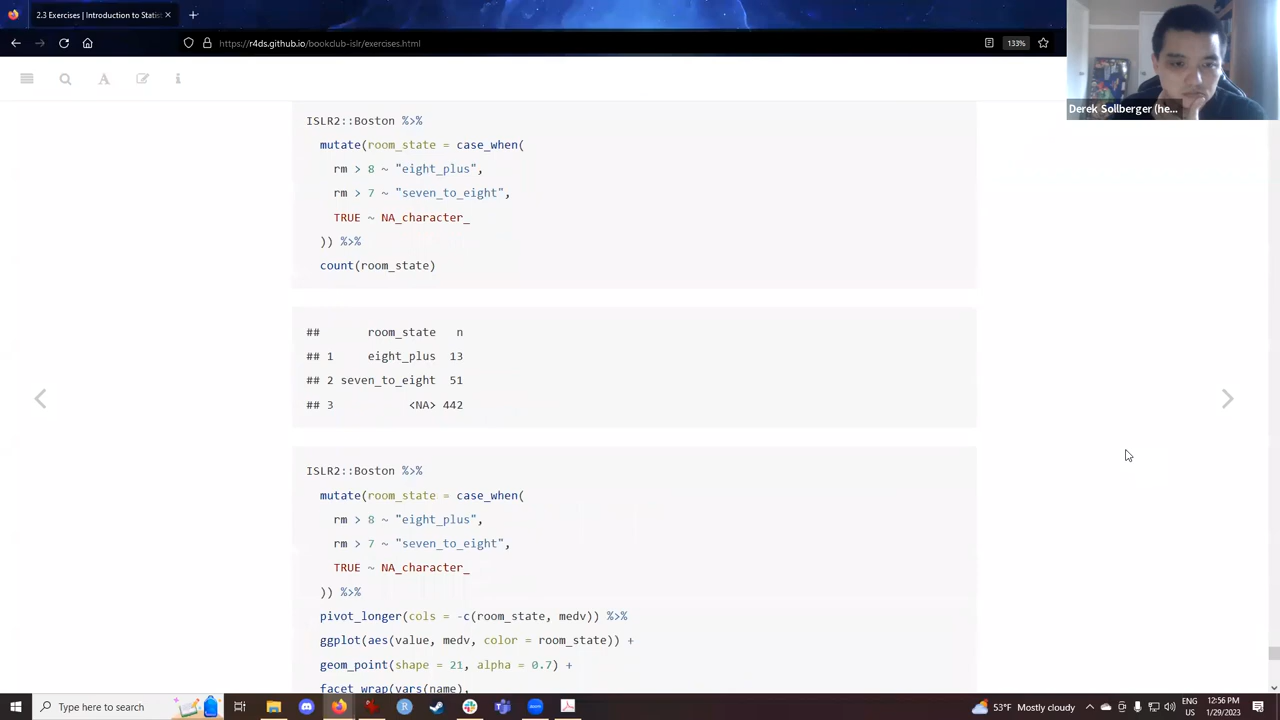 2.3 Exercises | Introduction to Statis
https://r4ds.github.io/bookclub-islr/exercises.html
133%
Derek Sollberger (he...
ISLR2::Boston %>%
mutate(room_state = case_when(
rm > 8 ~ "eight_plus",
rm > 7 ~ "seven_to_eight",
TRUE ~ NA_character_
)) %>%
count(room_state)
## room_state n
## 1 eight_plus 13
## 2 seven_to_eight 51
## 3 <NA> 442
ISLR2::Boston %>%
mutate(room_state = case_when(
rm > 8 ~ "eight_plus",
rm > 7 ~ "seven_to_eight",
TRUE ~ NA_character_
)) %>%
pivot_longer(cols = -c(room_state, medv)) %>%
ggplot(aes(value, medv, color = room_state)) +
geom_point(shape = 21, alpha = 0.7) +
facet_wrap(vars(name),
Type here to search
53°F Mostly cloudy
ENG
US
12:56 PM
1/29/2023